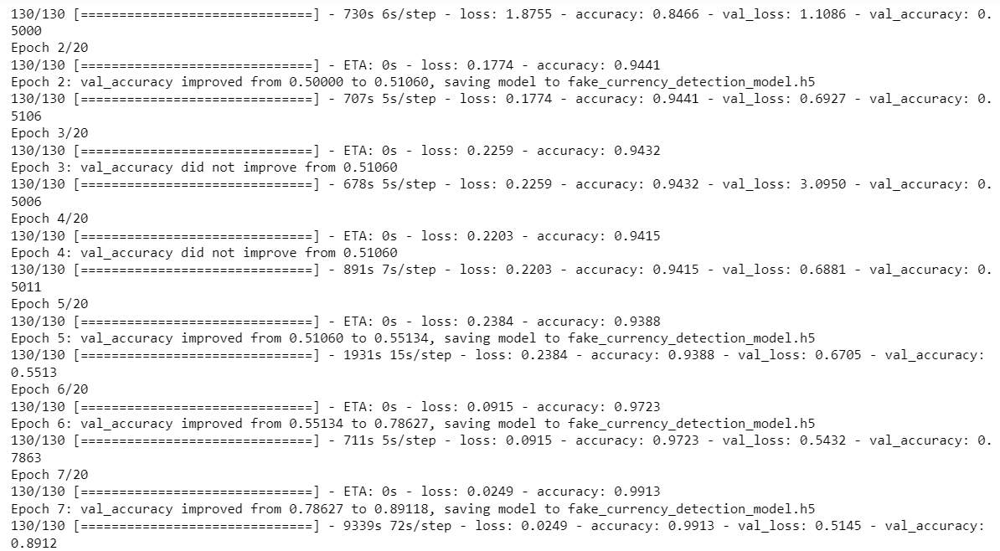 130/130 [==============================] - 730s 6s/step - loss: 1.8755 - accuracy: 0.8466 - val_loss: 1.1086 - val_accuracy: 0.
5000
Epoch 2/20
130/130 [==============================] - ETA: 0s - loss: 0.1774 - accuracy: 0.9441
Epoch 2: val_accuracy improved from 0.50000 to 0.51060, saving model to fake_currency_detection_model.h5
130/130 [==============================] - 707s 5s/step - loss: 0.1774 - accuracy: 0.9441 - val_loss: 0.6927 - val_accuracy: 0.
5106
Epoch 3/20
130/130 [==============================] - ETA: 0s - loss: 0.2259 - accuracy: 0.9432
Epoch 3: val_accuracy did not improve from 0.51060
130/130 [==============================] - 678s 5s/step - loss: 0.2259 - accuracy: 0.9432 - val_loss: 3.0950 - val_accuracy: 0.
5006
Epoch 4/20
130/130 [==============================] - ETA: 0s - loss: 0.2203 - accuracy: 0.9415
Epoch 4: val_accuracy did not improve from 0.51060
130/130 [==============================] - 891s 7s/step - loss: 0.2203 - accuracy: 0.9415 - val_loss: 0.6881 - val_accuracy: 0.
5011
Epoch 5/20
130/130 [==============================] - ETA: 0s - loss: 0.2384 - accuracy: 0.9388
Epoch 5: val_accuracy improved from 0.51060 to 0.55134, saving model to fake_currency_detection_model.h5
130/130 [==============================] - 1931s 15s/step - loss: 0.2384 - accuracy: 0.9388 - val_loss: 0.6705 - val_accuracy:
0.5513
Epoch 6/20
130/130 [==============================] - ETA: 0s - loss: 0.0915 - accuracy: 0.9723
Epoch 6: val_accuracy improved from 0.55134 to 0.78627, saving model to fake_currency_detection_model.h5
130/130 [==============================] - 711s 5s/step - loss: 0.0915 - accuracy: 0.9723 - val_loss: 0.5432 - val_accuracy: 0.
7863
Epoch 7/20
130/130 [==============================] - ETA: 0s - loss: 0.0249 - accuracy: 0.9913
Epoch 7: val_accuracy improved from 0.78627 to 0.89118, saving model to fake_currency_detection_model.h5
130/130 [==============================] - 9339s 72s/step - loss: 0.0249 - accuracy: 0.9913 - val_loss: 0.5145 - val_accuracy:
0.8912